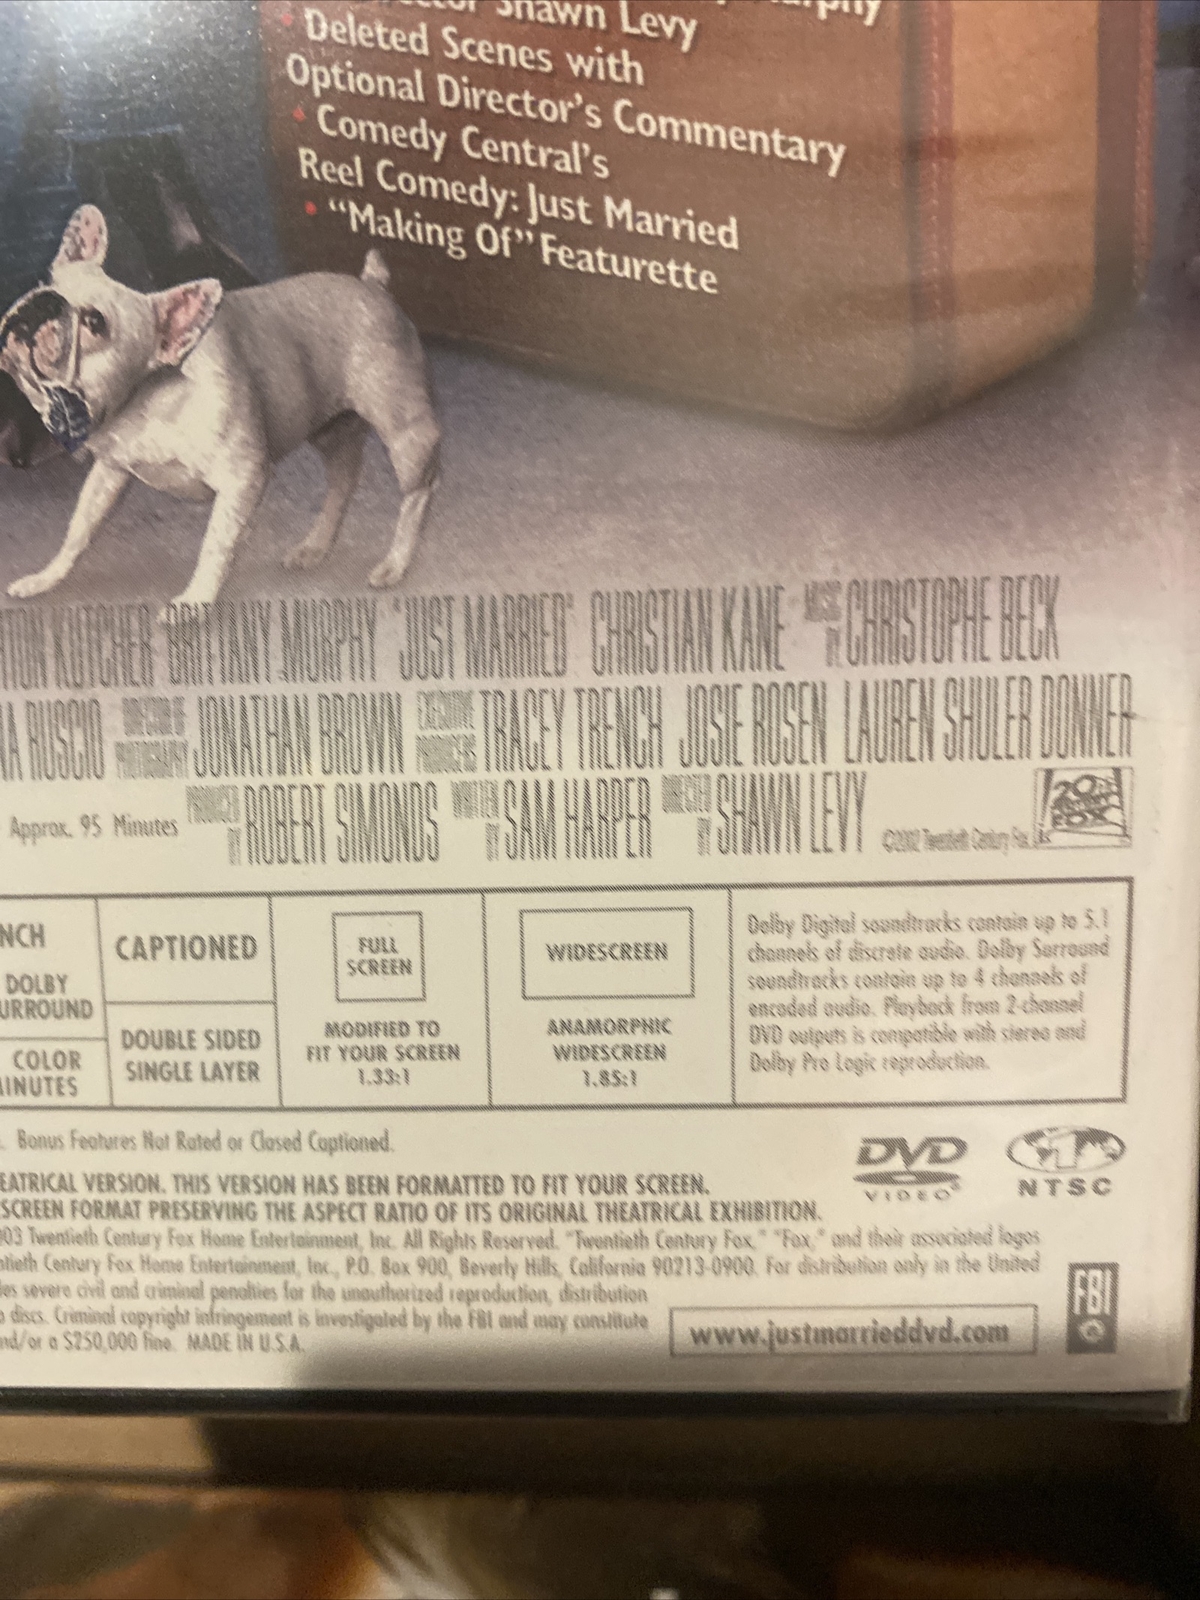 Shawn Levy
• Deleted Scenes with
Optional Director's Commentary
• Comedy Central's
Reel Comedy: Just Married
• "Making Of" Featurette
TON KUTCHER BRITTANY MURPHY "JUST MARRIED" CHRISTIAN KANE MUSIC BY CHRISTOPHE BECK
NA RUSCIO DIRECTOR OF PHOTOGRAPHY JONATHAN BROWN EXECUTIVE PRODUCERS TRACEY TRENCH JOSIE ROSEN LAUREN SHULER DONNER
Approx. 95 Minutes PRODUCED BY ROBERT SIMONDS WRITTEN BY SAM HARPER DIRECTED BY SHAWN LEVY ©2002 Twentieth Century Fox
20th CENTURY FOX
NCH
DOLBY
URROUND
COLOR
MINUTES
CAPTIONED
DOUBLE SIDED
SINGLE LAYER
FULL
SCREEN
MODIFIED TO
FIT YOUR SCREEN
1.33:1
WIDESCREEN
ANAMORPHIC
WIDESCREEN
1.85:1
Dolby Digital soundtracks contain up to 5.1
channels of discrete audio. Dolby Surround
soundtracks contain up to 4 channels of
encoded audio. Playback from 2-channel
DVD outputs is compatible with stereo and
Dolby Pro Logic reproduction.
. Bonus Features Not Rated or Closed Captioned.
DVD
VIDEO
NTSC
EATRICAL VERSION. THIS VERSION HAS BEEN FORMATTED TO FIT YOUR SCREEN.
SCREEN FORMAT PRESERVING THE ASPECT RATIO OF ITS ORIGINAL THEATRICAL EXHIBITION.
03 Twentieth Century Fox Home Entertainment, Inc. All Rights Reserved. "Twentieth Century Fox," "Fox," and their associated logos
ntieth Century Fox Home Entertainment, Inc., P.O. Box 900, Beverly Hills, California 90213-0900. For distribution only in the United
des severe civil and criminal penalties for the unauthorized reproduction, distribution
o discs. Criminal copyright infringement is investigated by the FBI and may constitute
nd/or a $250,000 fine. MADE IN U.S.A.
www.justmarrieddvd.com
FBI